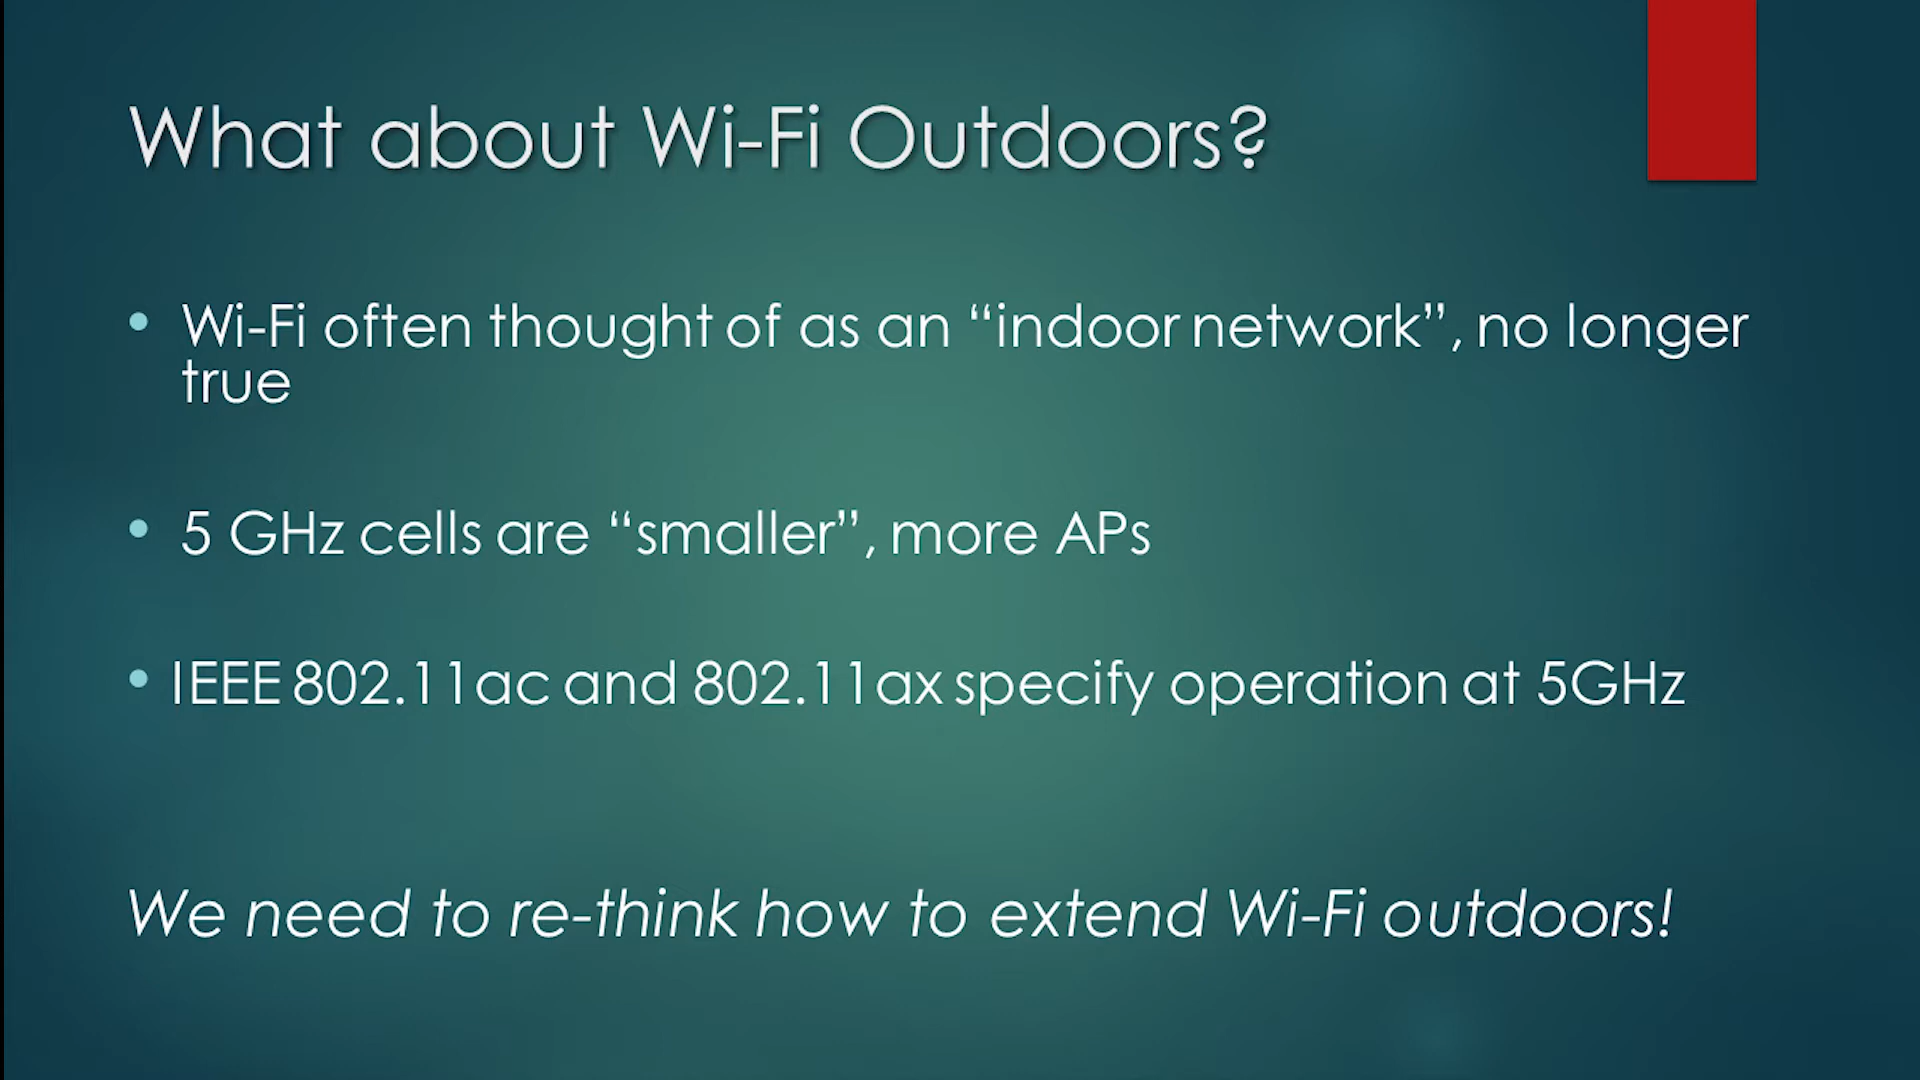 What about Wi-Fi Outdoors?
• Wi-Fi often thought of as an “indoor network”, no longer
true
• 5 GHz cells are “smaller”, more APs
• IEEE 802.11ac and 802.11ax specify operation at 5GHz
We need to re-think how to extend Wi-Fi outdoors!